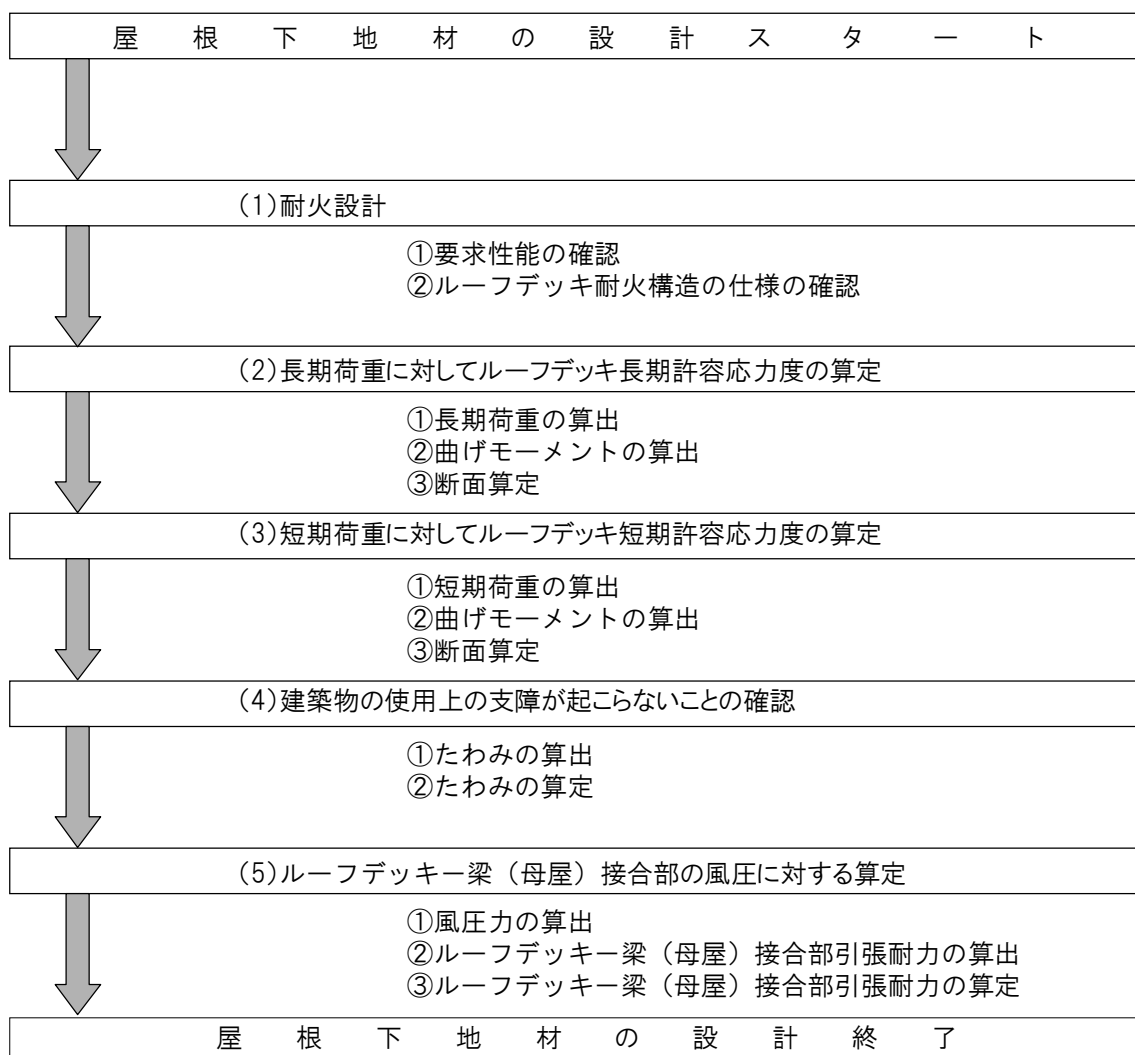 屋根下地材の設計スタート
(1)耐火設計
①要求性能の確認
②ルーフデッキ耐火構造の仕様の確認
(2)長期荷重に対してルーフデッキ長期許容応力度の算定
①長期荷重の算出
②曲げモーメントの算出
③断面算定
(3)短期荷重に対してルーフデッキ短期許容応力度の算定
①短期荷重の算出
②曲げモーメントの算出
③断面算定
(4)建築物の使用上の支障が起こらないことの確認
①たわみの算出
②たわみの算定
(5)ルーフデッキー梁（母屋）接合部の風圧に対する算定
①風圧力の算出
②ルーフデッキー梁（母屋）接合部引張耐力の算出
③ルーフデッキー梁（母屋）接合部引張耐力の算定
屋根下地材の設計終了